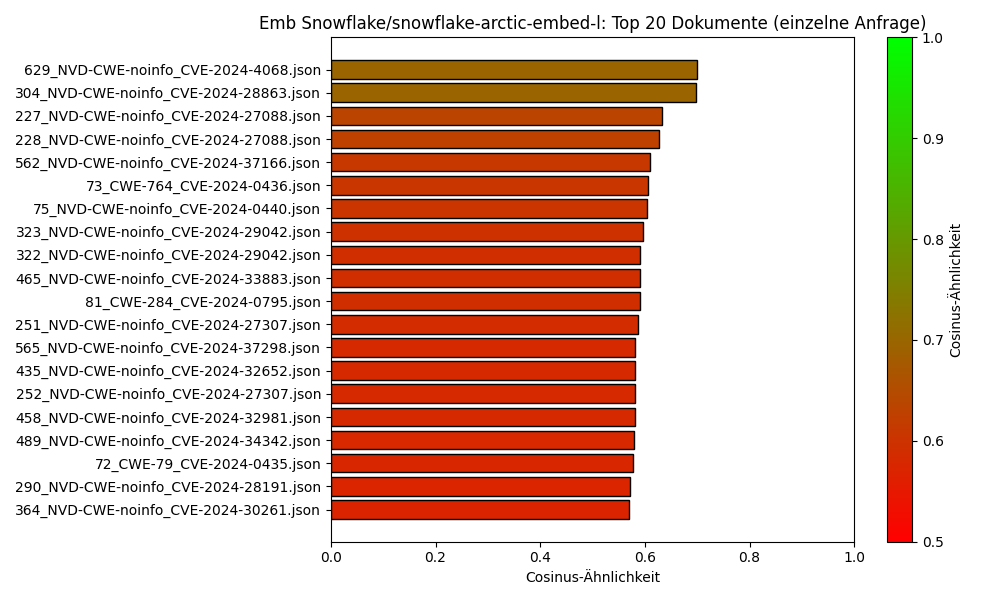 Emb Snowflake/snowflake-arctic-embed-l: Top 20 Dokumente (einzelne Anfrage)
629_NVD-CWE-noinfo_CVE-2024-4068.json
304_NVD-CWE-noinfo_CVE-2024-28863.json
227_NVD-CWE-noinfo_CVE-2024-27088.json
228_NVD-CWE-noinfo_CVE-2024-27088.json
562_NVD-CWE-noinfo_CVE-2024-37166.json
73_CWE-764_CVE-2024-0436.json
75_NVD-CWE-noinfo_CVE-2024-0440.json
323_NVD-CWE-noinfo_CVE-2024-29042.json
322_NVD-CWE-noinfo_CVE-2024-29042.json
465_NVD-CWE-noinfo_CVE-2024-33883.json
81_CWE-284_CVE-2024-0795.json
251_NVD-CWE-noinfo_CVE-2024-27307.json
565_NVD-CWE-noinfo_CVE-2024-37298.json
435_NVD-CWE-noinfo_CVE-2024-32652.json
252_NVD-CWE-noinfo_CVE-2024-27307.json
458_NVD-CWE-noinfo_CVE-2024-32981.json
489_NVD-CWE-noinfo_CVE-2024-34342.json
72_CWE-79_CVE-2024-0435.json
290_NVD-CWE-noinfo_CVE-2024-28191.json
364_NVD-CWE-noinfo_CVE-2024-30261.json
0.0 0.2 0.4 0.6 0.8 1.0
Cosinus-Ähnlichkeit
1.0
0.9
0.8
0.7
0.6
0.5
Cosinus-Ähnlichkeit